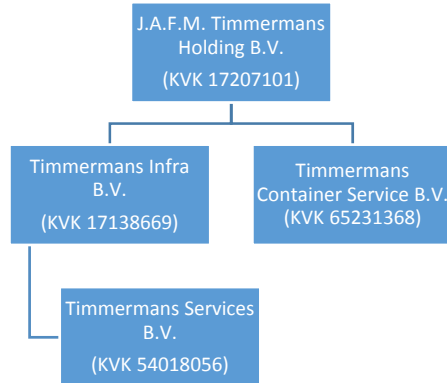 J.A.F.M. Timmermans
Holding B.V.
(KVK 17207101)
Timmermans Infra
B.V.
(KVK 17138669)
Timmermans
Container Service B.V.
(KVK 65231368)
Timmermans Services
B.V.
(KVK 54018056)